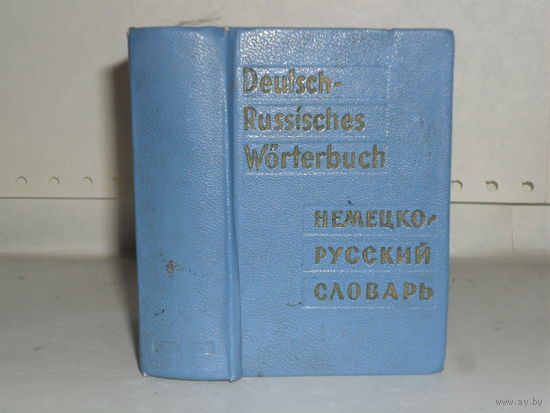 Deutsch-
Russisches
Wörterbuch
НЕМЕЦКО-
РУССКИЙ
СЛОВАРЬ
© www.ay.by